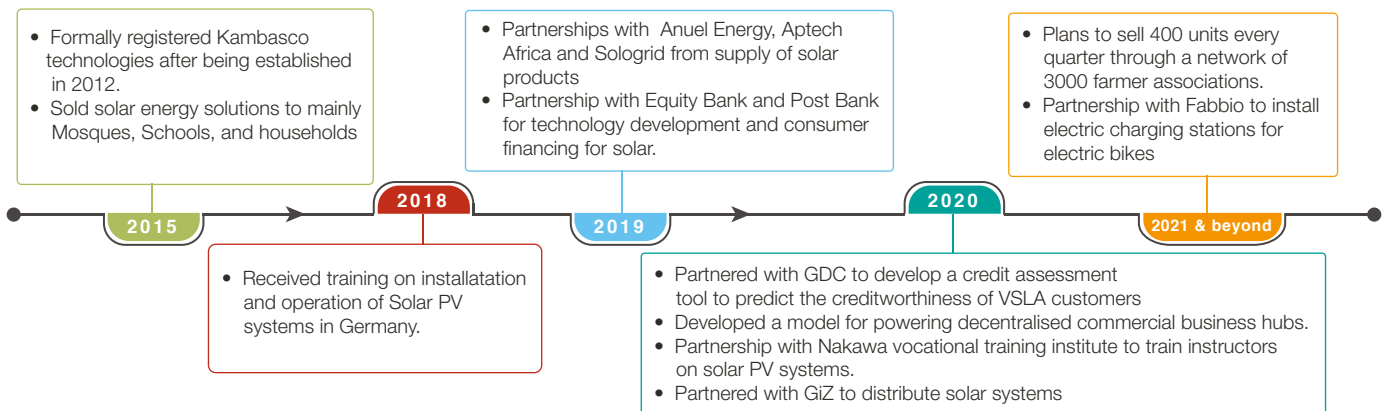 • Formally registered Kambasco
technologies after being established
in 2012.
• Sold solar energy solutions to mainly
Mosques, Schools, and households
2015
2018
• Received training on installatation
and operation of Solar PV
systems in Germany.
• Partnerships with Anuel Energy, Aptech
Africa and Sologrid from supply of solar
products
• Partnership with Equity Bank and Post Bank
for technology development and consumer
financing for solar.
2019
2020
• Partnered with GDC to develop a credit assessment
tool to predict the creditworthiness of VSLA customers
• Developed a model for powering decentralised commercial business hubs.
• Partnership with Nakawa vocational training institute to train instructors
on solar PV systems.
• Partnered with GiZ to distribute solar systems
• Plans to sell 400 units every
quarter through a network of
3000 farmer associations.
• Partnership with Fabbio to install
electric charging stations for
electric bikes
2021 & beyond